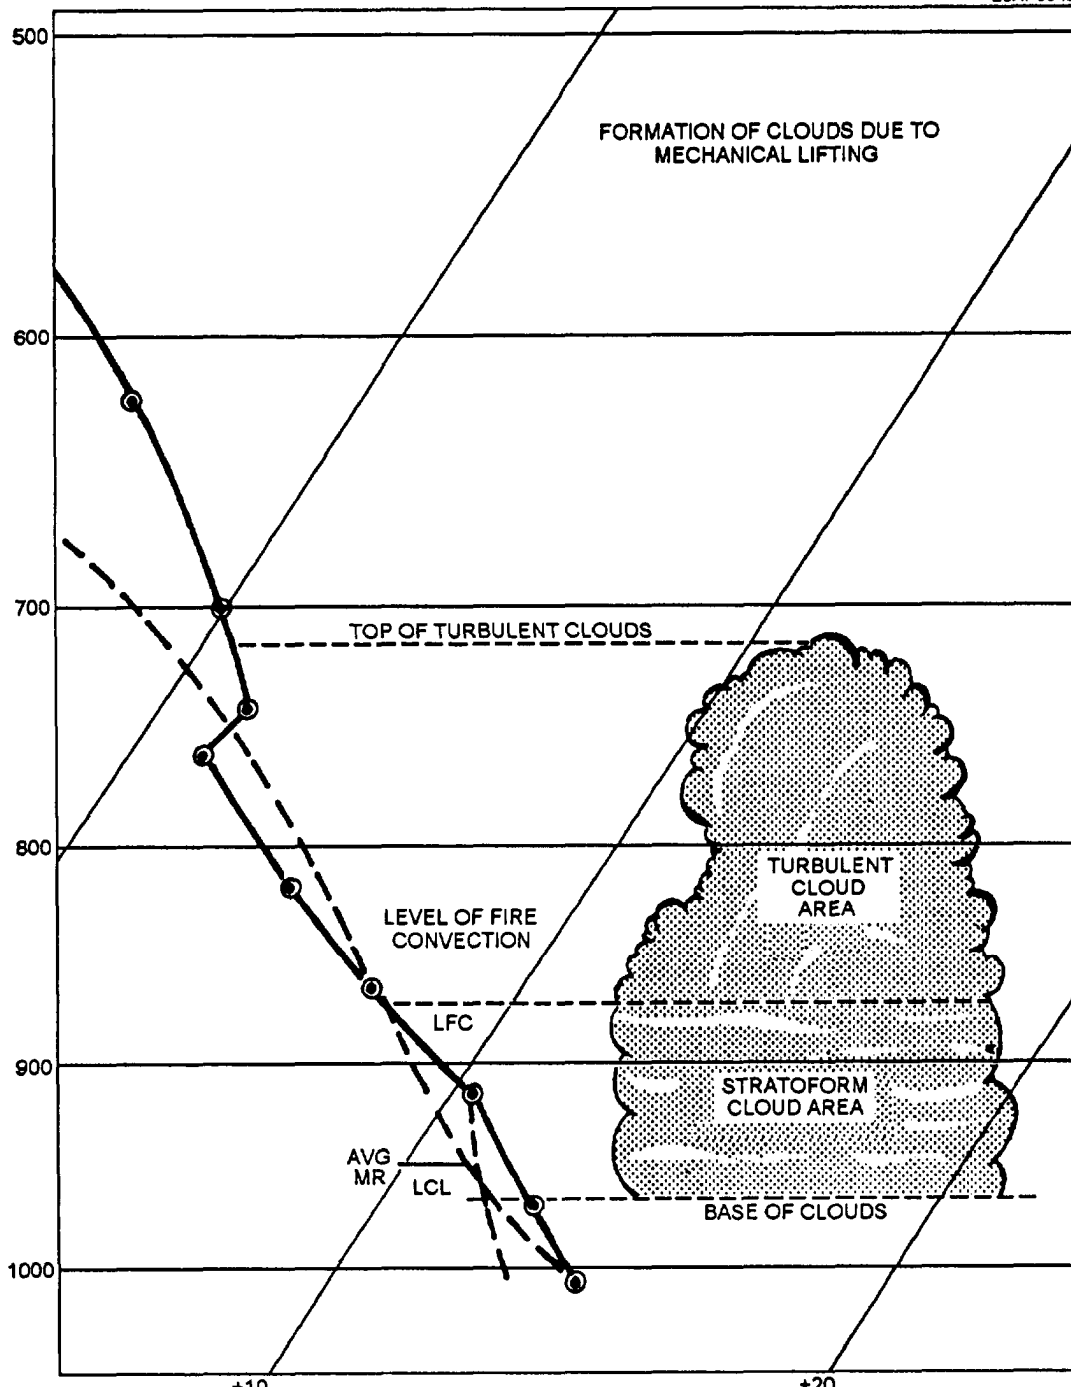 500
FORMATION OF CLOUDS DUE TO
MECHANICAL LIFTING
600
700
TOP OF TURBULENT CLOUDS
800
TURBULENT
CLOUD
AREA
LEVEL OF FIRE
CONVECTION
LFC
900
STRATOFORM
CLOUD AREA
AVG
MR
LCL
BASE OF CLOUDS
1000
+20